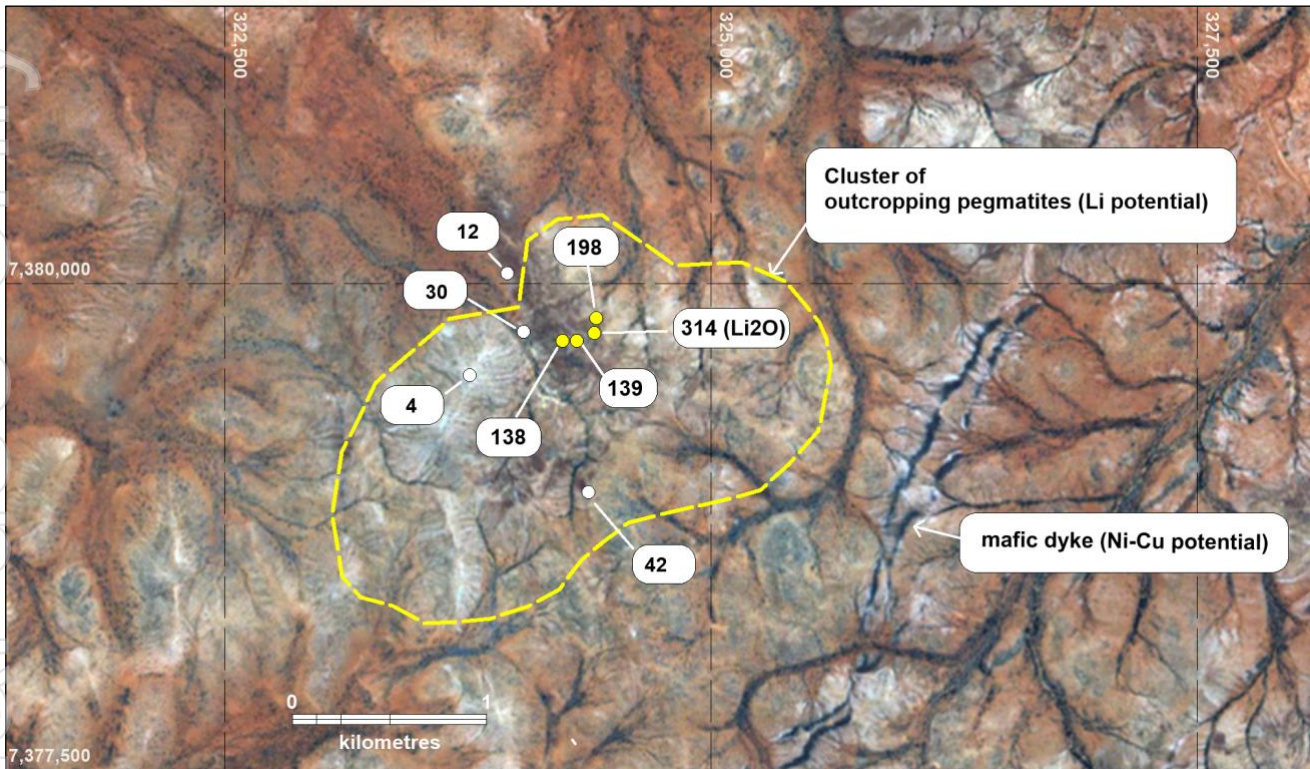 322,500
325,000
327,500
Cluster of
outcropping pegmatites (Li potential)
12
198
7,380,000
30
314 (Li2O)
4
139
138
42
mafic dyke (Ni-Cu potential)
0 1
kilometres
7,377,500